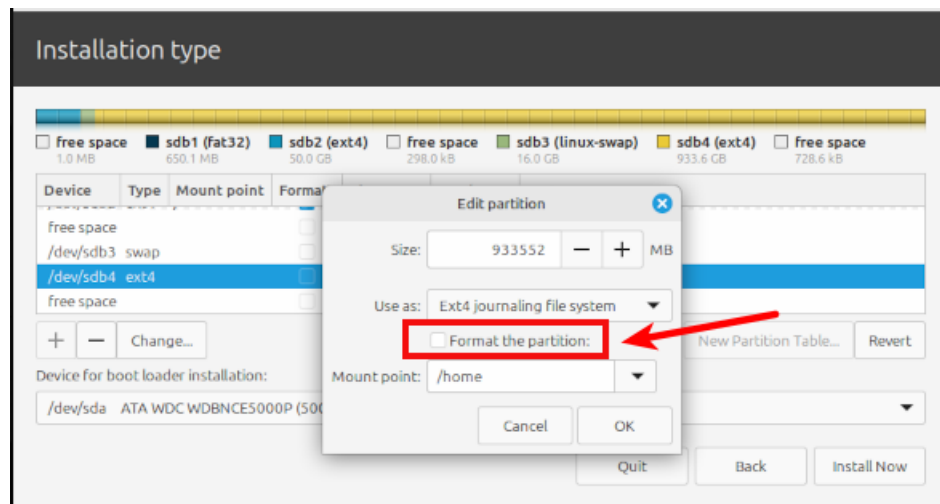 Installation type
free space sdb1 (fat32) sdb2 (ext4) free space sdb3 (linux-swap) sdb4 (ext4) free space
1.0 MB 650.1 MB 50.0 GB 298.0 kB 16.0 GB 933.6 GB 728.6 kB
Device Type Mount point Format
Edit partition
free space
Size: 933552 − + MB
/dev/sdb3 swap
/dev/sdb4 ext4
free space
Use as: Ext4 journaling file system
+ − Change... Format the partition: New Partition Table... Revert
Device for boot loader installation: Mount point: /home
/dev/sda ATA WDC WDBNCE5000P (500
Cancel OK
Quit Back Install Now